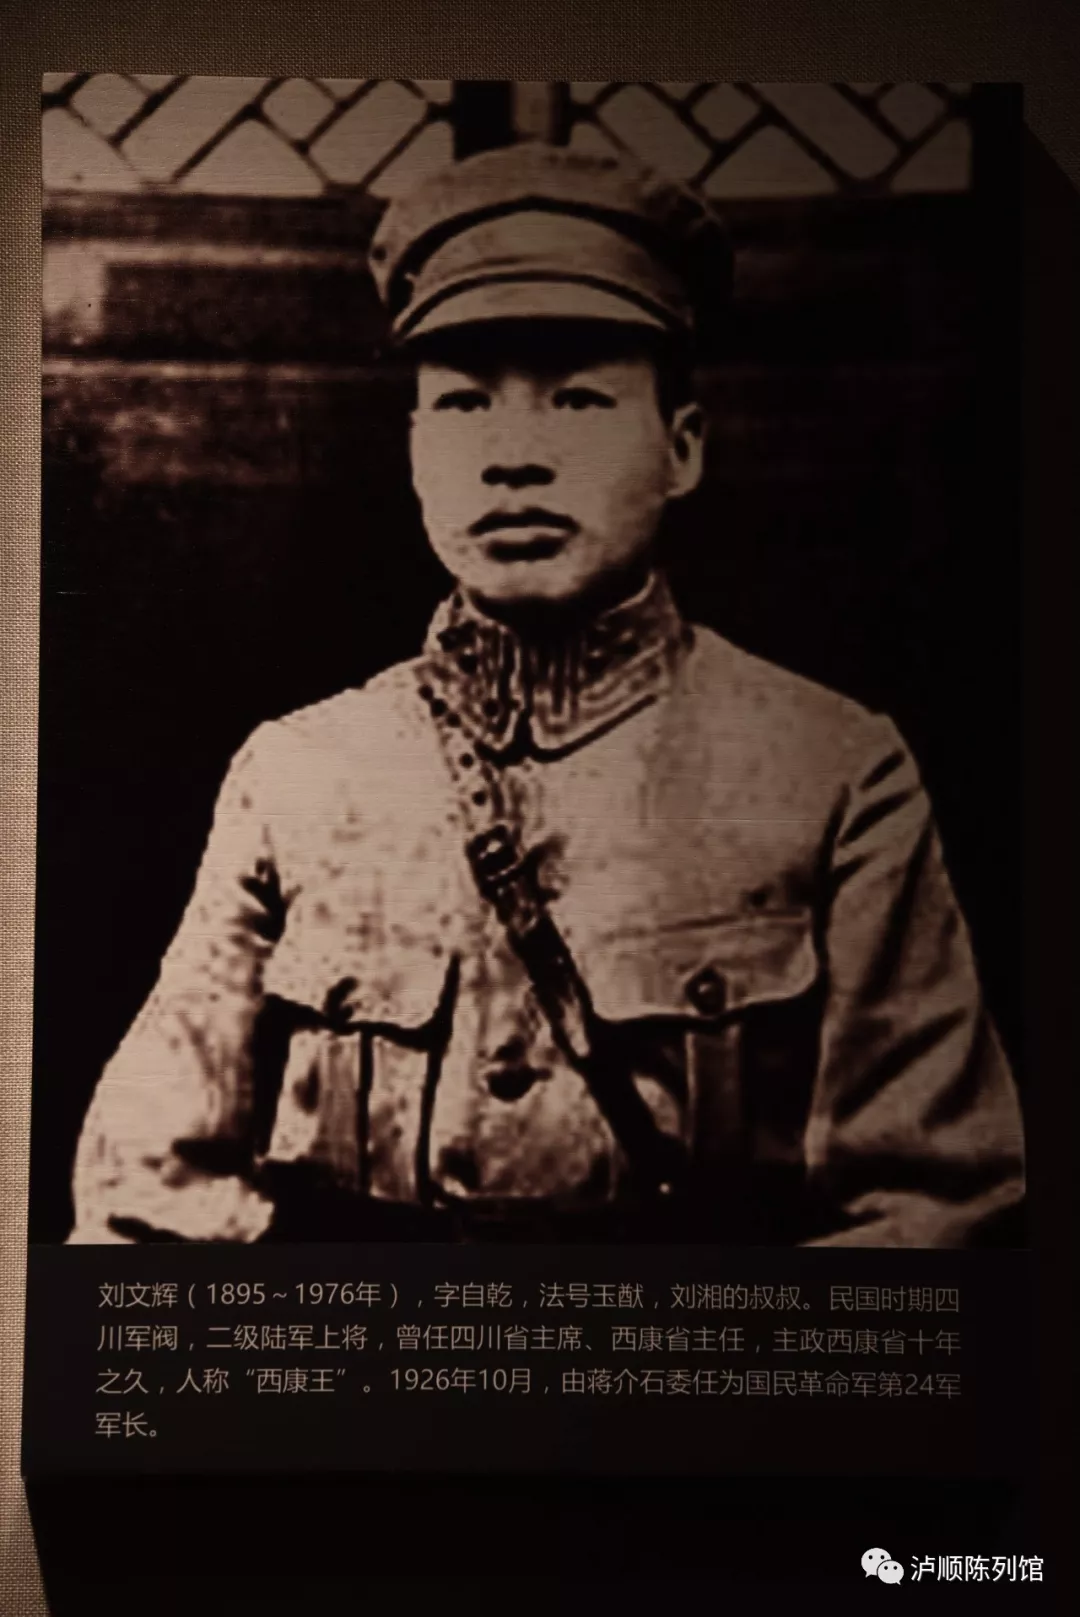 刘文辉（1895～1976年），字自乾，法号玉猷，刘湘的叔叔。民国时期四
川军阀，二级陆军上将，曾任四川省主席、西康省主任，主政西康省十年
之久，人称“西康王”。1926年10月，由蒋介石委任为国民革命军第24军
军长。
泸顺陈列馆